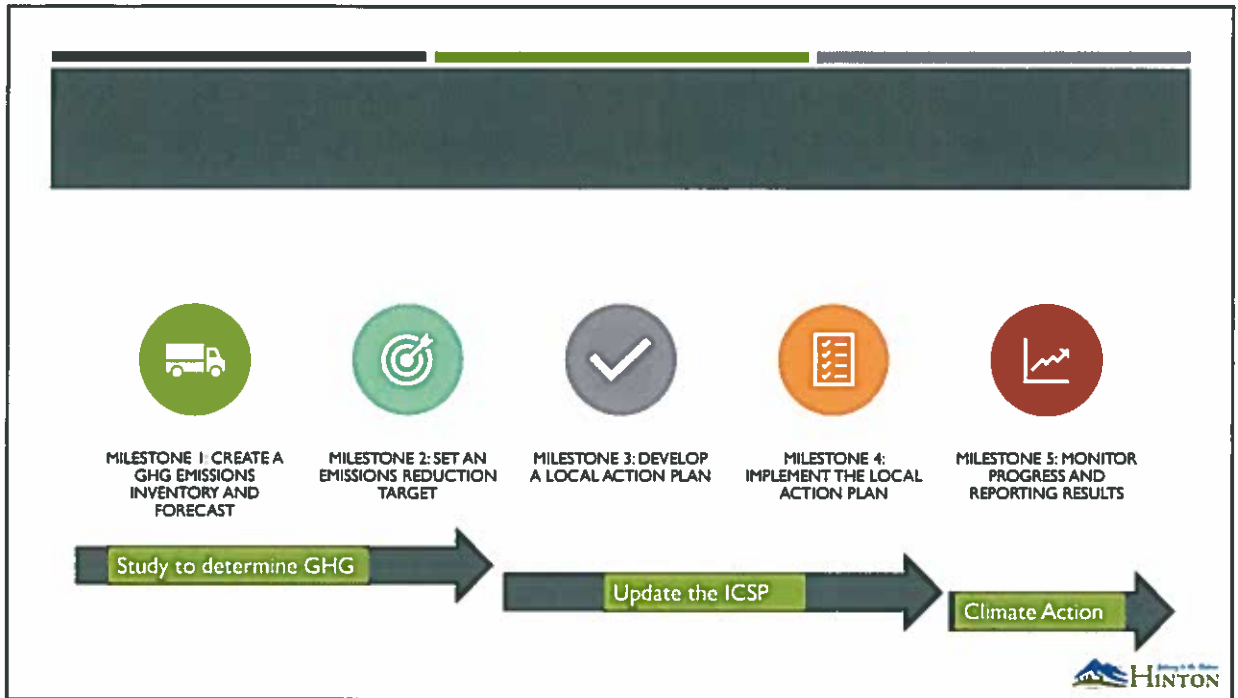 MILESTONE 1: CREATE A
GHG EMISSIONS
INVENTORY AND
FORECAST
MILESTONE 2: SET AN
EMISSIONS REDUCTION
TARGET
MILESTONE 3: DEVELOP
A LOCAL ACTION PLAN
MILESTONE 4:
IMPLEMENT THE LOCAL
ACTION PLAN
MILESTONE 5: MONITOR
PROGRESS AND
REPORTING RESULTS
Study to determine GHG
Update the ICSP
Climate Action
HINTON